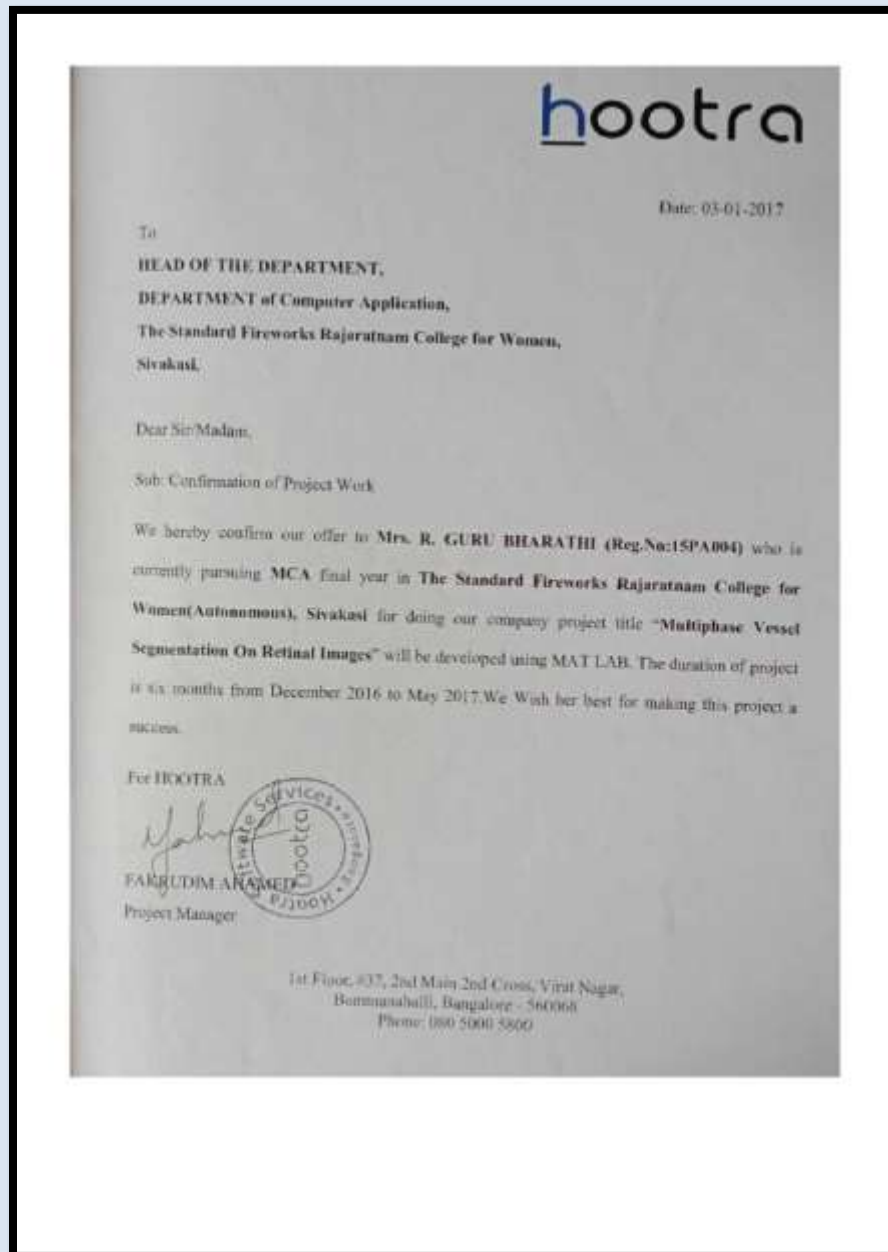 hootra
Date: 03-01-2017
To
HEAD OF THE DEPARTMENT,
DEPARTMENT of Computer Application,
The Standard Fireworks Rajaratnam College for Women,
Sivakasi,
Dear Sir/Madam,
Sub: Confirmation of Project Work
We hereby confirm our offer to Mrs. R. GURU BHARATHI (Reg.No:15PA004) who is
currently pursuing MCA final year in The Standard Fireworks Rajaratnam College for
Women(Autonomous), Sivakasi for doing our company project title "Multiphase Vessel
Segmentation On Retinal Images" will be developed using MAT LAB. The duration of project
is six months from December 2016 to May 2017.We Wish her best for making this project a
success.
For HOOTRA
Hootra Software Services • Bangalore •
hootra
FAKRUDIM AHAMED
Project Manager
1st Floor, #37, 2nd Main 2nd Cross, Virat Nagar,
Bommanahalli, Bangalore - 560068
Phone: 080 5000 5800